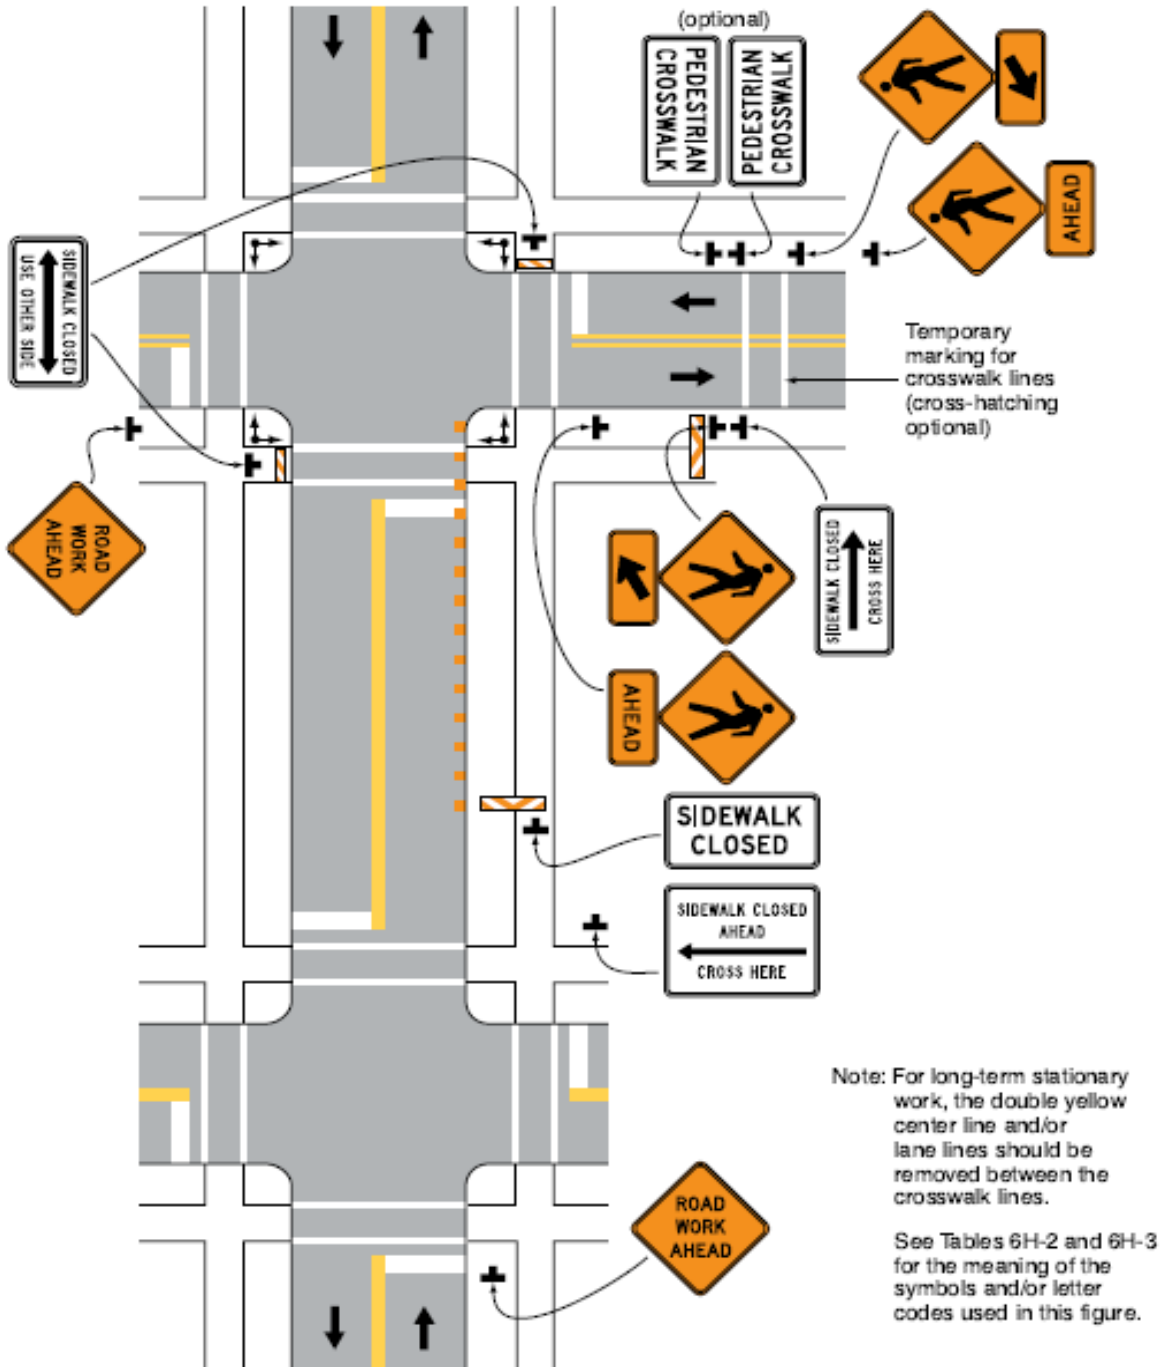 (optional)
PEDESTRIAN
CROSSWALK
PEDESTRIAN
CROSSWALK
AHEAD
SIDEWALK CLOSED
USE OTHER SIDE
Temporary
marking for
crosswalk lines
(cross-hatching
optional)
ROAD
WORK
AHEAD
SIDEWALK CLOSED
CROSS HERE
AHEAD
SIDEWALK
CLOSED
SIDEWALK CLOSED
AHEAD
CROSS HERE
Note: For long-term stationary
work, the double yellow
center line and/or
lane lines should be
removed between the
crosswalk lines.
ROAD
WORK
AHEAD
See Tables 6H-2 and 6H-3
for the meaning of the
symbols and/or letter
codes used in this figure.